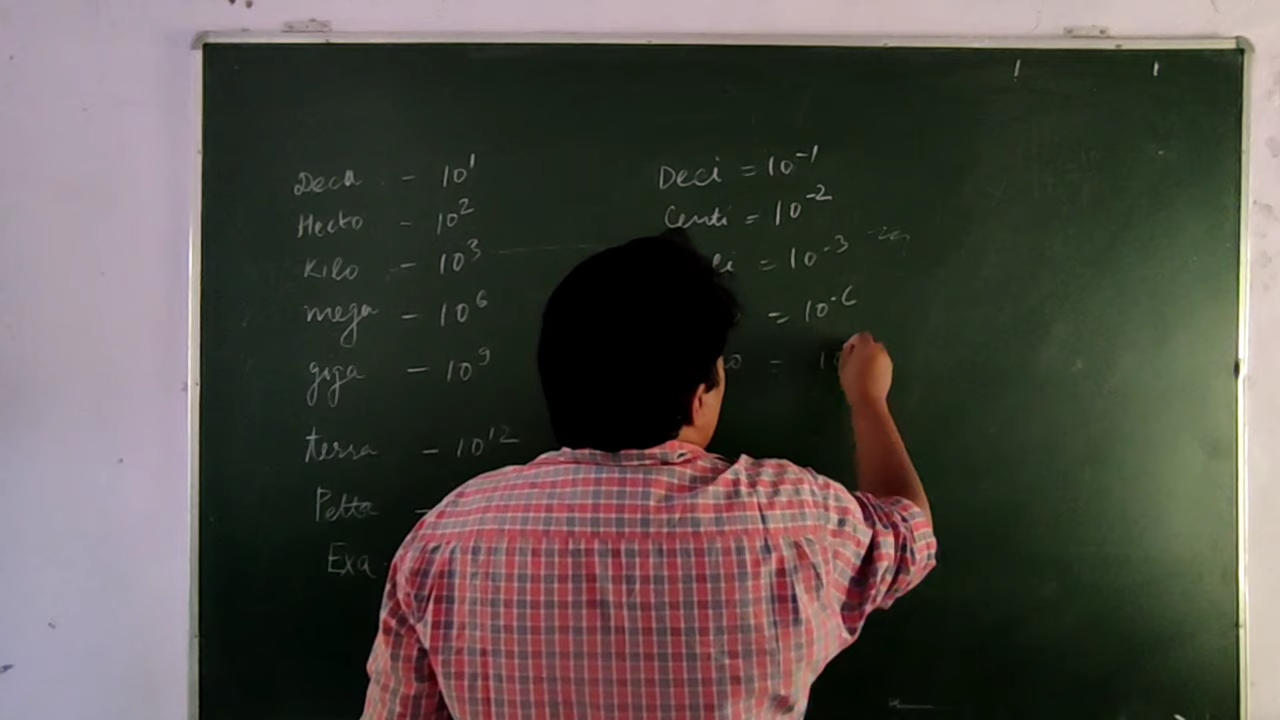 Deca - 10¹
Hecto - 10²
Kilo - 10³
mega - 10⁶
giga - 10⁹
terra - 10¹²
Petta -
Exa
Deci = 10⁻¹
Centi = 10⁻²
= 10⁻³
= 10⁻⁶
= 10